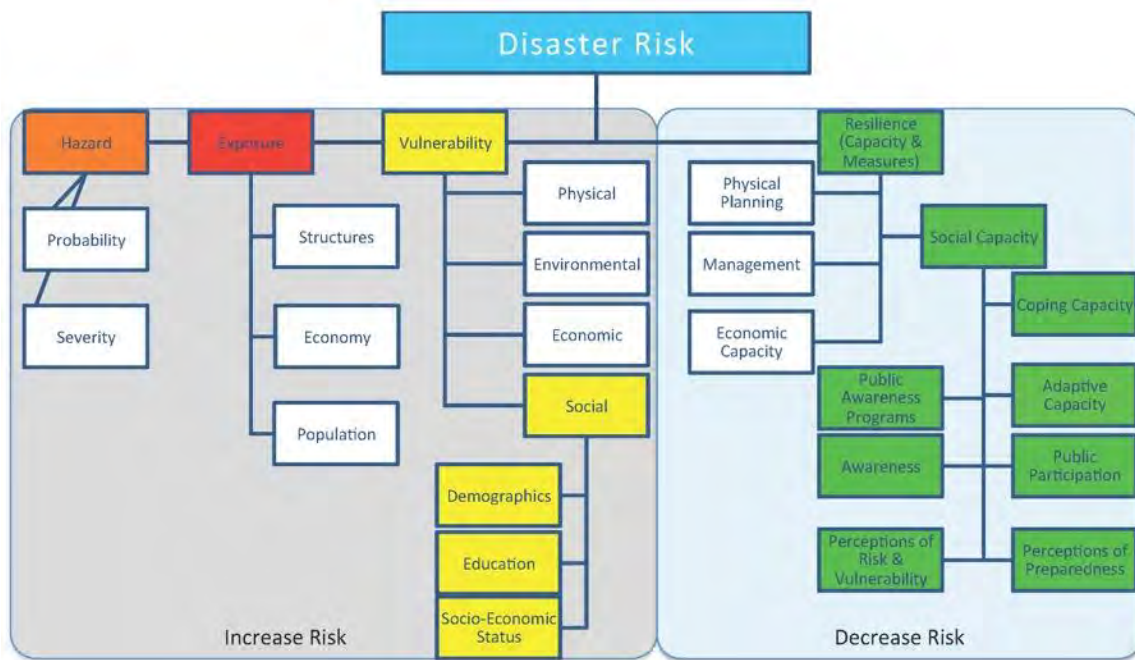 Disaster Risk
Hazard
Exposure
Vulnerability
Resilience
(Capacity &
Measures)
Probability
Severity
Structures
Economy
Population
Physical
Environmental
Economic
Social
Demographics
Education
Socio-Economic
Status
Increase Risk
Physical
Planning
Management
Economic
Capacity
Social Capacity
Coping Capacity
Public
Awareness
Programs
Adaptive
Capacity
Awareness
Public
Participation
Perceptions of
Risk &
Vulnerability
Perceptions of
Preparedness
Decrease Risk